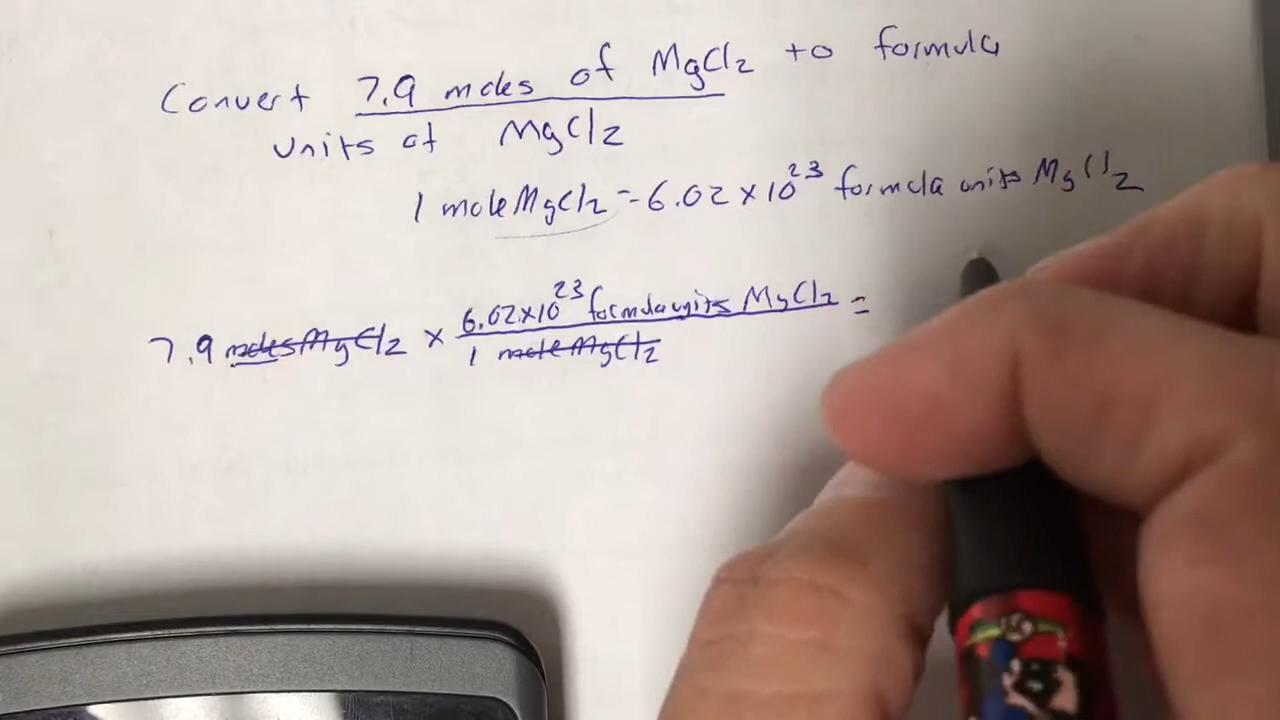 Convert 7.9 moles of MgCl2 to formula
units of MgCl2
1 mole MgCl2 = 6.02 x 10^23 formula units MgCl2
7.9 moles MgCl2 x 6.02x10^23 formula units MgCl2 =
1 mole MgCl2